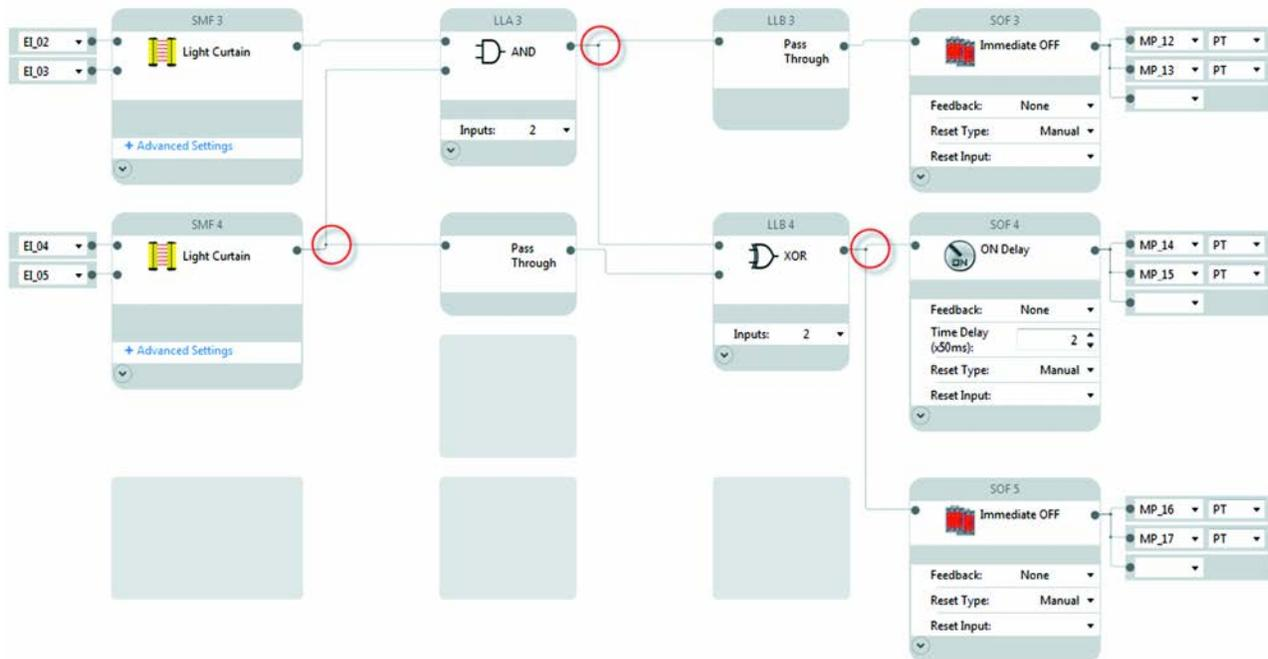 SMF 3
EI_02
EI_03
Light Curtain
+ Advanced Settings
LLA 3
AND
Inputs: 2
LLB 3
Pass
Through
SOF 3
Immediate OFF
Feedback: None
Reset Type: Manual
Reset Input:
MP_12 PT
MP_13 PT
SMF 4
EI_04
EI_05
Light Curtain
+ Advanced Settings
Pass
Through
LLB 4
XOR
Inputs: 2
SOF 4
ON
ON Delay
Feedback: None
Time Delay
(x50ms): 2
Reset Type: Manual
Reset Input:
MP_14 PT
MP_15 PT
SOF 5
Immediate OFF
Feedback: None
Reset Type: Manual
Reset Input:
MP_16 PT
MP_17 PT